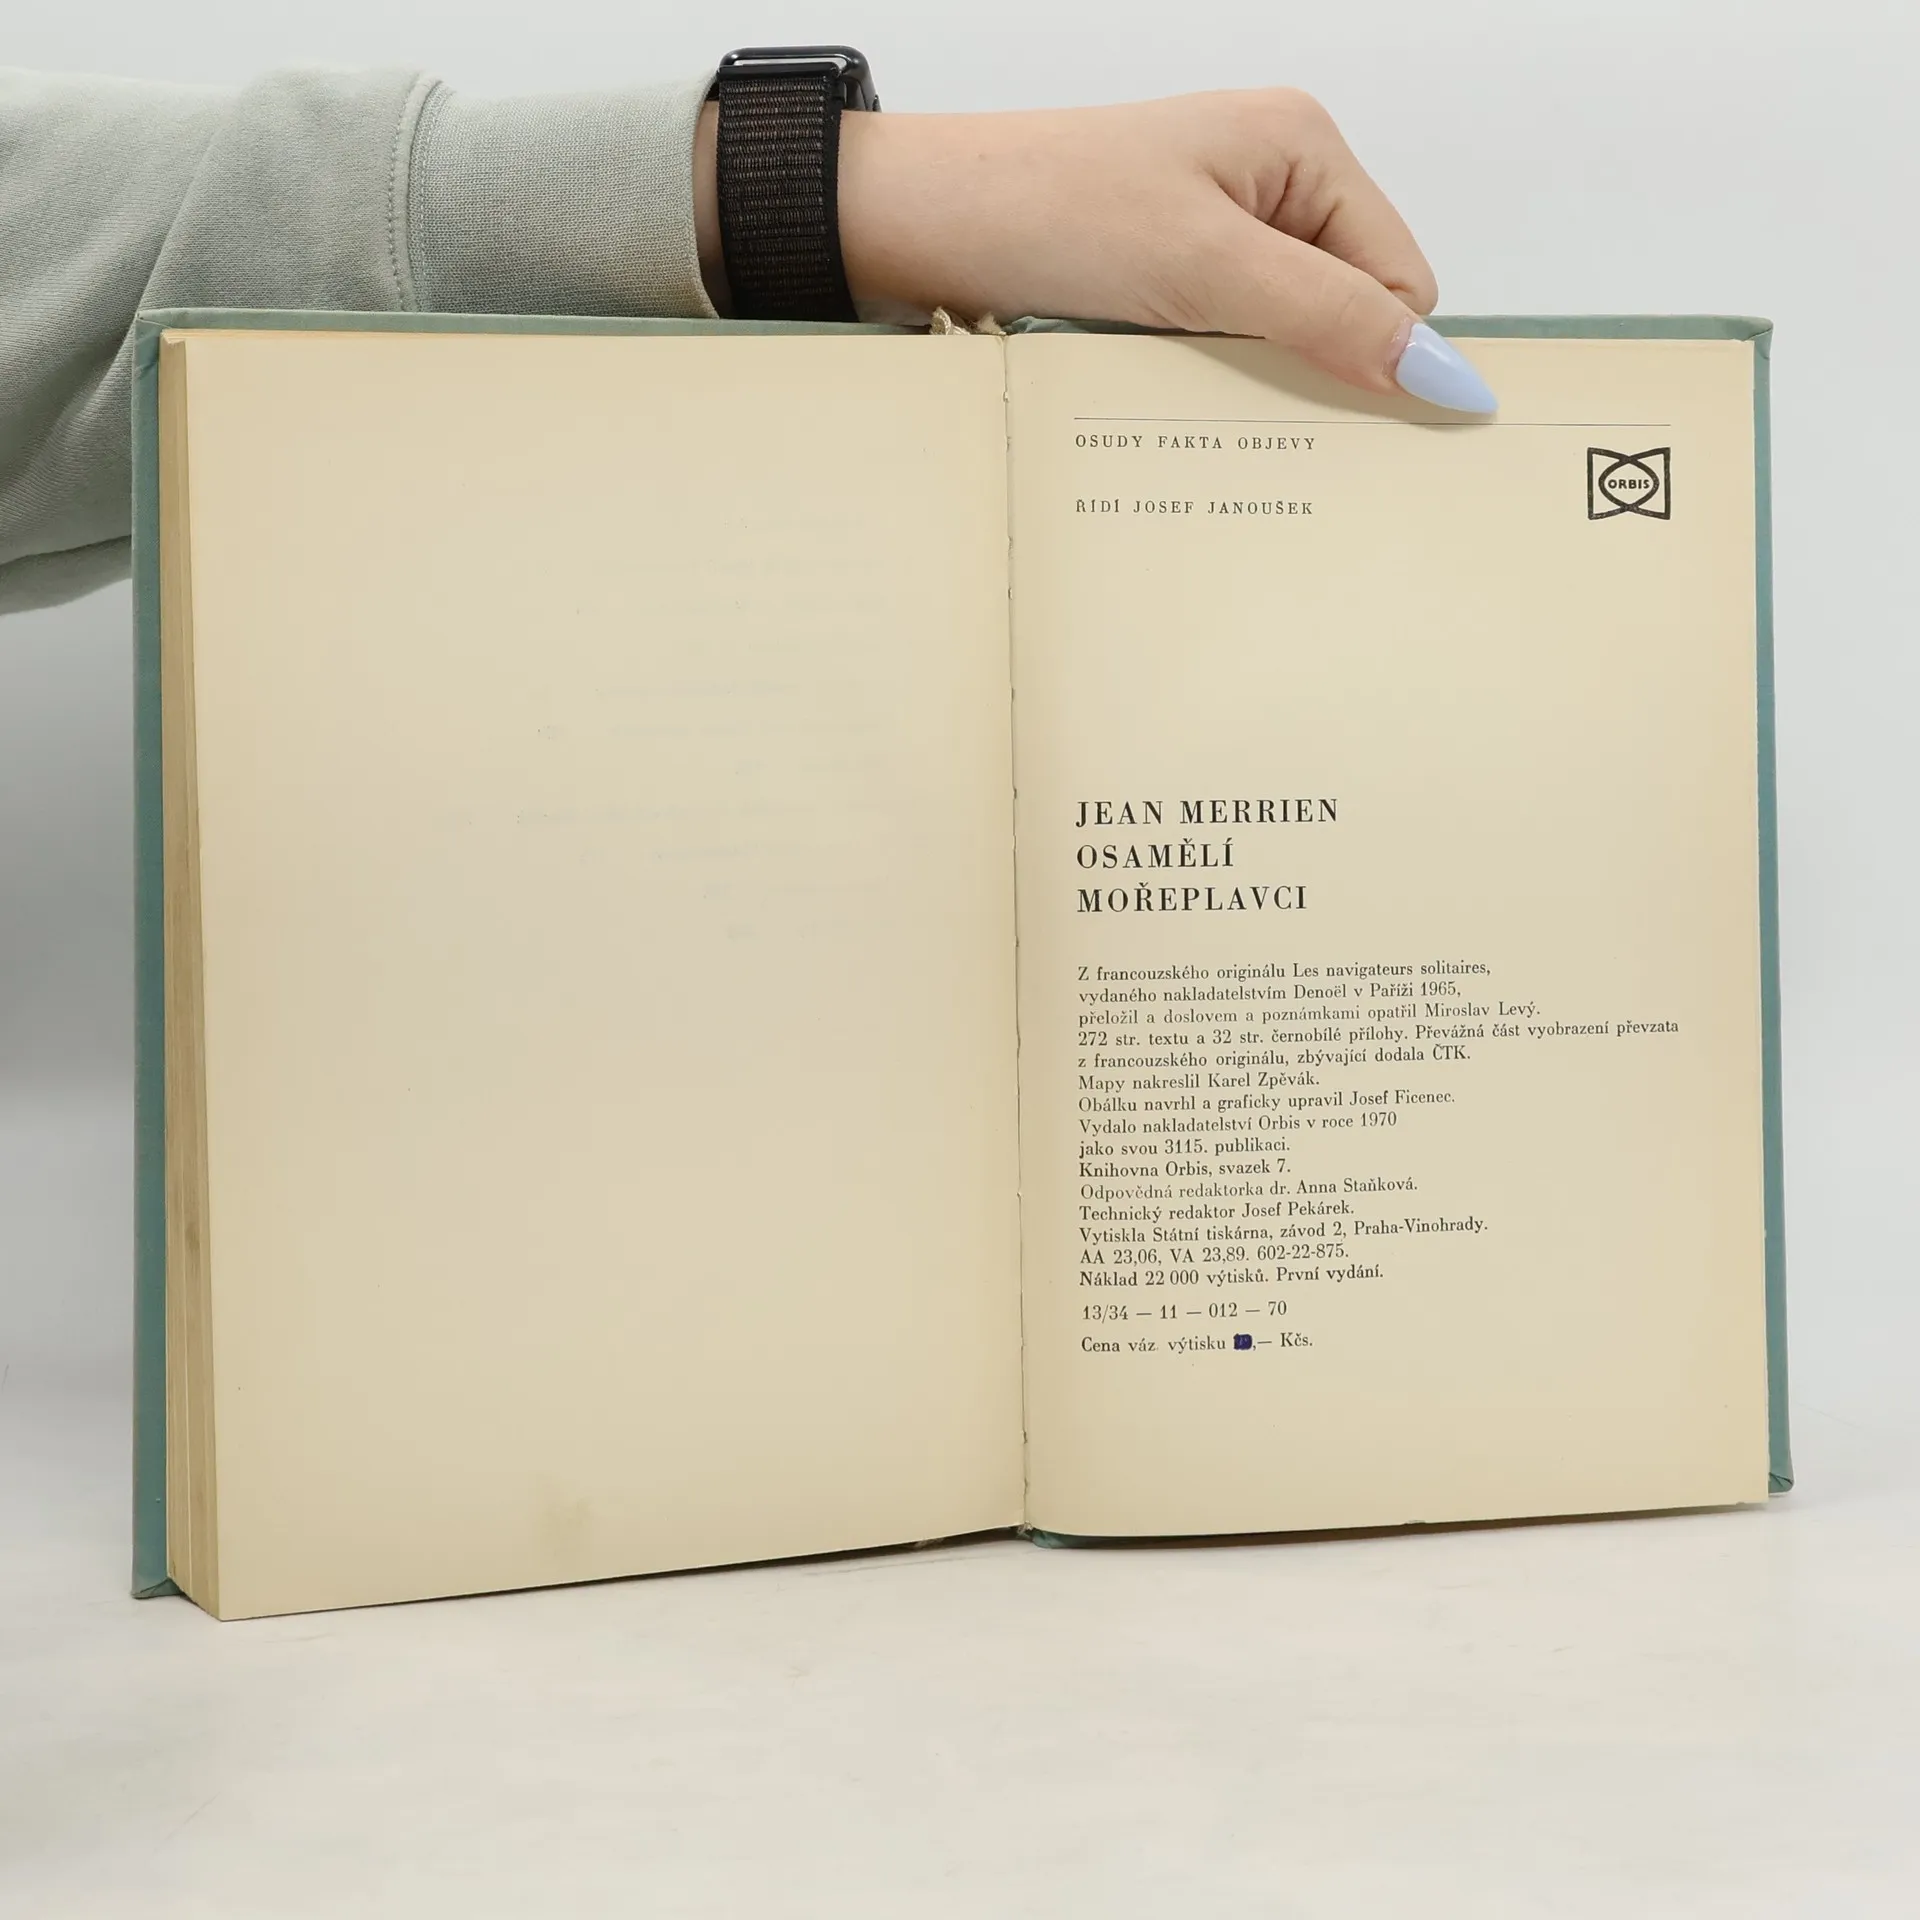 OSUDY FAKTA OBJEVY
ORBIS
ŘÍDÍ JOSEF JANOUŠEK
JEAN MERRIEN
OSAMĚLÍ
MOŘEPLAVCI
Z francouzského originálu Les navigateurs solitaires,
vydaného nakladatelstvím Denoël v Paříži 1965,
přeložil a doslovem a poznámkami opatřil Miroslav Levý.
272 str. textu a 32 str. černobílé přílohy. Převážná část vyobrazení převzata
z francouzského originálu, zbývající dodala ČTK.
Mapy nakreslil Karel Zpěvák.
Obálku navrhl a graficky upravil Josef Ficenec.
Vydalo nakladatelství Orbis v roce 1970
jako svou 3115. publikaci.
Knihovna Orbis, svazek 7.
Odpovědná redaktorka dr. Anna Staňková.
Technický redaktor Josef Pekárek.
Vytiskla Státní tiskárna, závod 2, Praha-Vinohrady.
AA 23,06, VA 23,89. 602-22-875.
Náklad 22 000 výtisků. První vydání.
13/34 — 11 — 012 — 70
Cena váz. výtisku ,— Kčs.